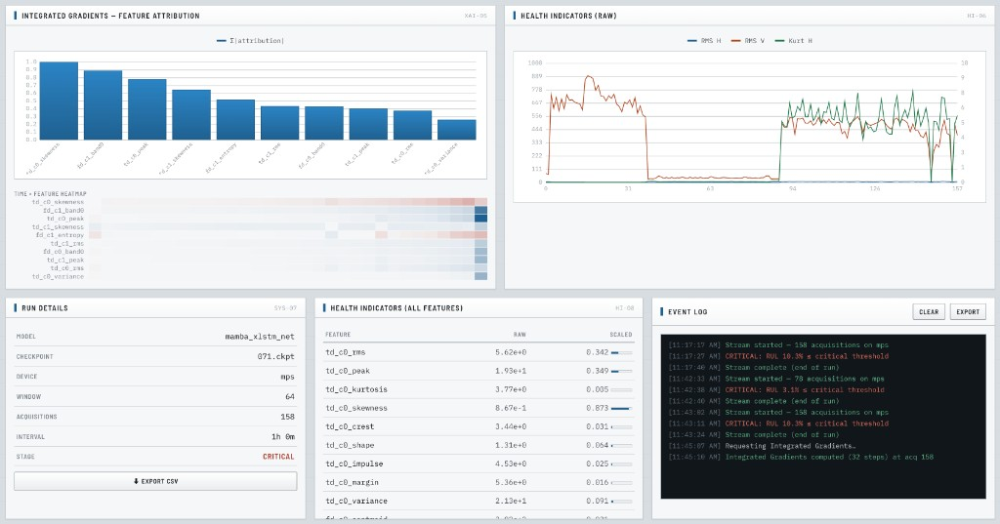 INTEGRATED GRADIENTS — FEATURE ATTRIBUTION
XAI-05
Σ|attribution|
1.0
0.9
0.8
0.7
0.6
0.5
0.4
0.3
0.2
0.1
0.0
td_c0_skewness
fd_c1_band0
td_c0_peak
td_c1_skewness
fd_c1_entropy
td_c1_rms
fd_c0_band0
td_c1_peak
td_c0_rms
td_c0_variance
TIME × FEATURE HEATMAP
td_c0_skewness
fd_c1_band0
td_c0_peak
td_c1_skewness
fd_c1_entropy
td_c1_rms
fd_c0_band0
td_c1_peak
td_c0_rms
td_c0_variance
HEALTH INDICATORS (RAW)
HI-06
RMS H RMS V Kurt H
1000
889
778
667
556
444
333
222
111
0
10
9
8
6
5
4
3
1
0
0 31 63 94 126 157
RUN DETAILS
SYS-07
MODEL mamba_xlstm_net
CHECKPOINT 071.ckpt
DEVICE mps
WINDOW 64
ACQUISITIONS 158
INTERVAL 1h 0m
STAGE CRITICAL
⬇ EXPORT CSV
HEALTH INDICATORS (ALL FEATURES)
HI-08
FEATURE RAW SCALED
td_c0_rms 5.62e+0 0.342
td_c0_peak 1.93e+1 0.349
td_c0_kurtosis 3.77e+0 0.005
td_c0_skewness 8.67e-1 0.873
td_c0_crest 3.44e+0 0.031
td_c0_shape 1.31e+0 0.064
td_c0_impulse 4.53e+0 0.025
td_c0_margin 5.36e+0 0.016
td_c0_variance 2.13e+1 0.091
EVENT LOG
CLEAR EXPORT
[11:17:17 AM] Stream started — 158 acquisitions on mps
[11:17:27 AM] CRITICAL: RUL 10.3% ≤ critical threshold
[11:17:40 AM] Stream complete (end of run)
[11:42:33 AM] Stream started — 78 acquisitions on mps
[11:42:38 AM] CRITICAL: RUL 3.1% ≤ critical threshold
[11:42:40 AM] Stream complete (end of run)
[11:43:02 AM] Stream started — 158 acquisitions on mps
[11:43:11 AM] CRITICAL: RUL 10.3% ≤ critical threshold
[11:43:24 AM] Stream complete (end of run)
[11:45:07 AM] Requesting Integrated Gradients…
[11:45:10 AM] Integrated Gradients computed (32 steps) at acq 158